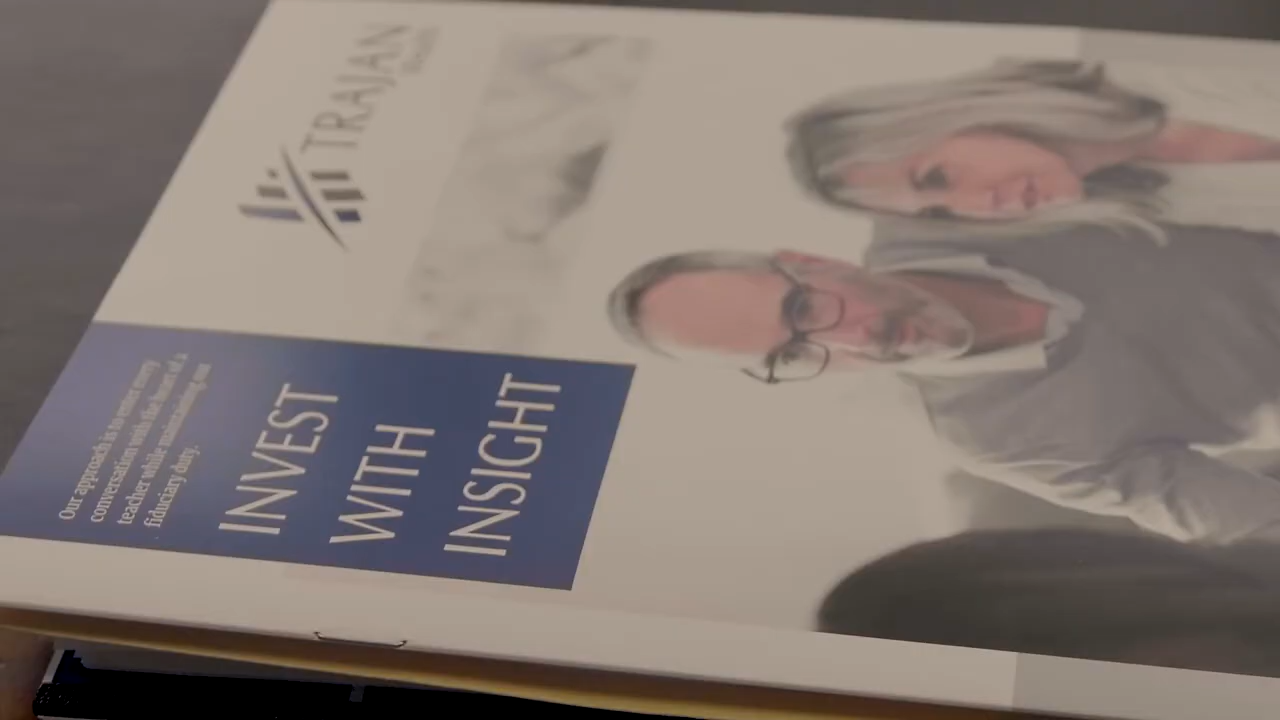 TRAJAN
Wealth
Our approach is to enter every
conversation with the heart of a
teacher while maintaining our
fiduciary duty.
INVEST
WITH
INSIGHT